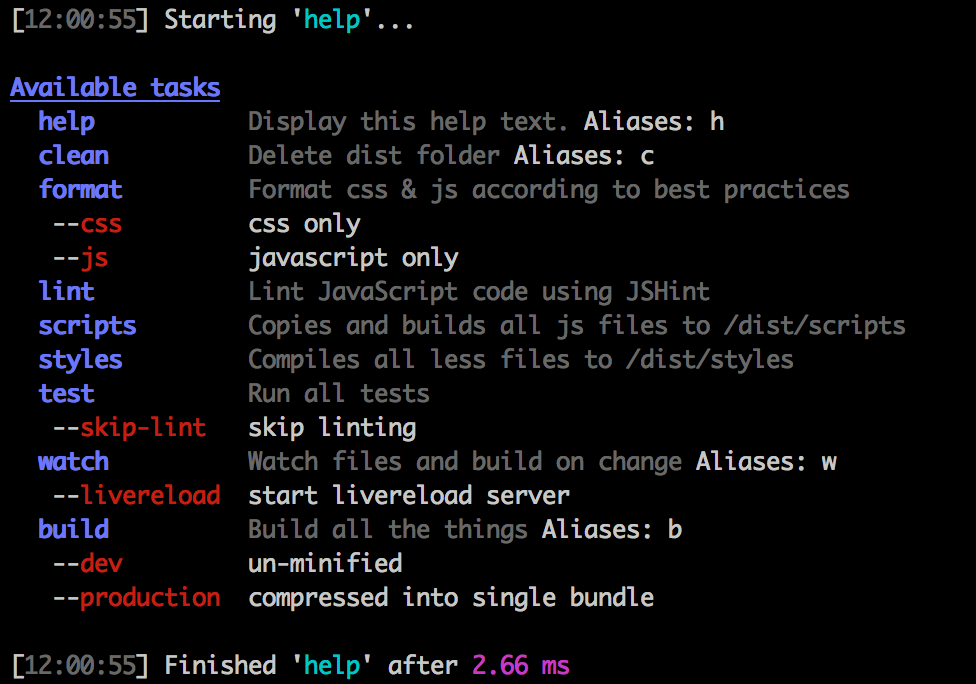 [12:00:55] Starting 'help'...
Available tasks
help Display this help text. Aliases: h
clean Delete dist folder Aliases: c
format Format css & js according to best practices
--css css only
--js javascript only
lint Lint JavaScript code using JSHint
scripts Copies and builds all js files to /dist/scripts
styles Compiles all less files to /dist/styles
test Run all tests
--skip-lint skip linting
watch Watch files and build on change Aliases: w
--livereload start livereload server
build Build all the things Aliases: b
--dev un-minified
--production compressed into single bundle
[12:00:55] Finished 'help' after 2.66 ms